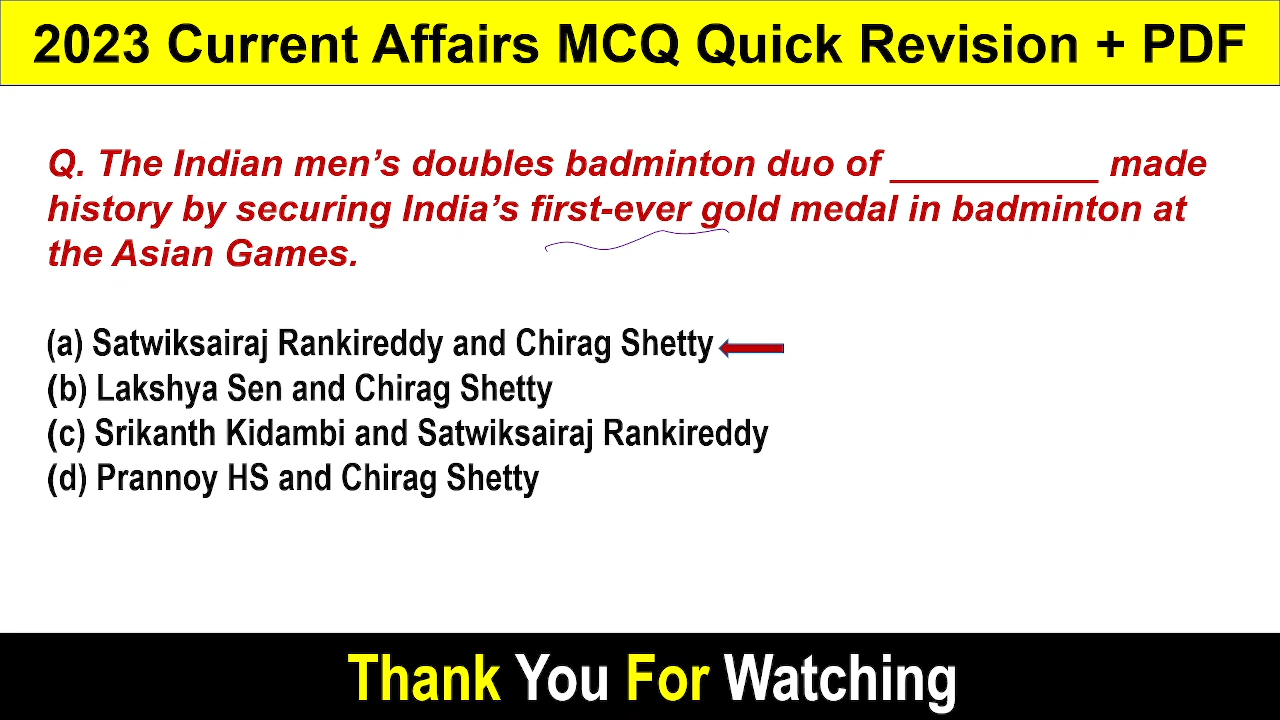 2023 Current Affairs MCQ Quick Revision + PDF
Q. The Indian men’s doubles badminton duo of __________ made
history by securing India’s first-ever gold medal in badminton at
the Asian Games.
(a) Satwiksairaj Rankireddy and Chirag Shetty
(b) Lakshya Sen and Chirag Shetty
(c) Srikanth Kidambi and Satwiksairaj Rankireddy
(d) Prannoy HS and Chirag Shetty
Thank You For Watching